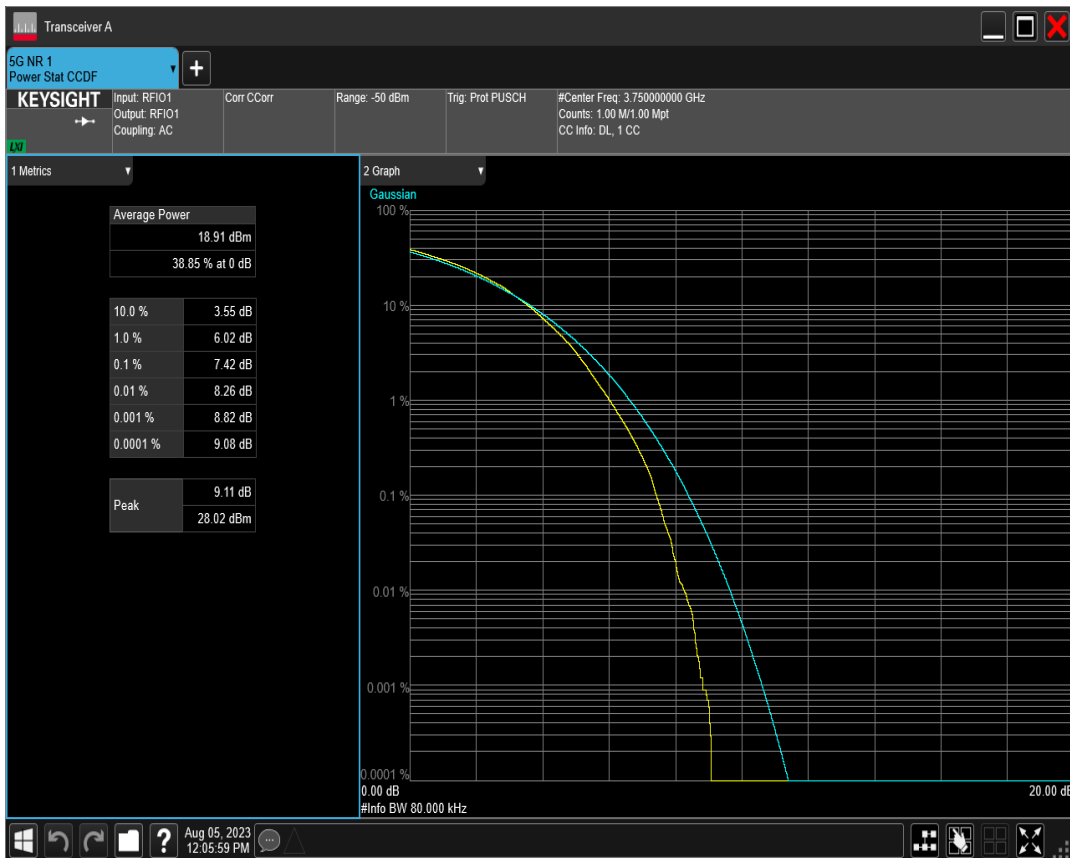 Transceiver A
5G NR 1
Power Stat CCDF
+
KEYSIGHT
LXI
Input: RFIO1
Output: RFIO1
Coupling: AC
Corr CCorr
Range: -50 dBm
Trig: Prot PUSCH
#Center Freq: 3.750000000 GHz
Counts: 1.00 M/1.00 Mpt
CC Info: DL, 1 CC
1 Metrics
Average Power
18.91 dBm
38.85 % at 0 dB
10.0 % 3.55 dB
1.0 % 6.02 dB
0.1 % 7.42 dB
0.01 % 8.26 dB
0.001 % 8.82 dB
0.0001 % 9.08 dB
Peak
9.11 dB
28.02 dBm
2 Graph
Gaussian
100 %
10 %
1 %
0.1 %
0.01 %
0.001 %
0.0001 %
0.00 dB
20.00 dB
#Info BW 80.000 kHz
?
Aug 05, 2023
12:05:59 PM